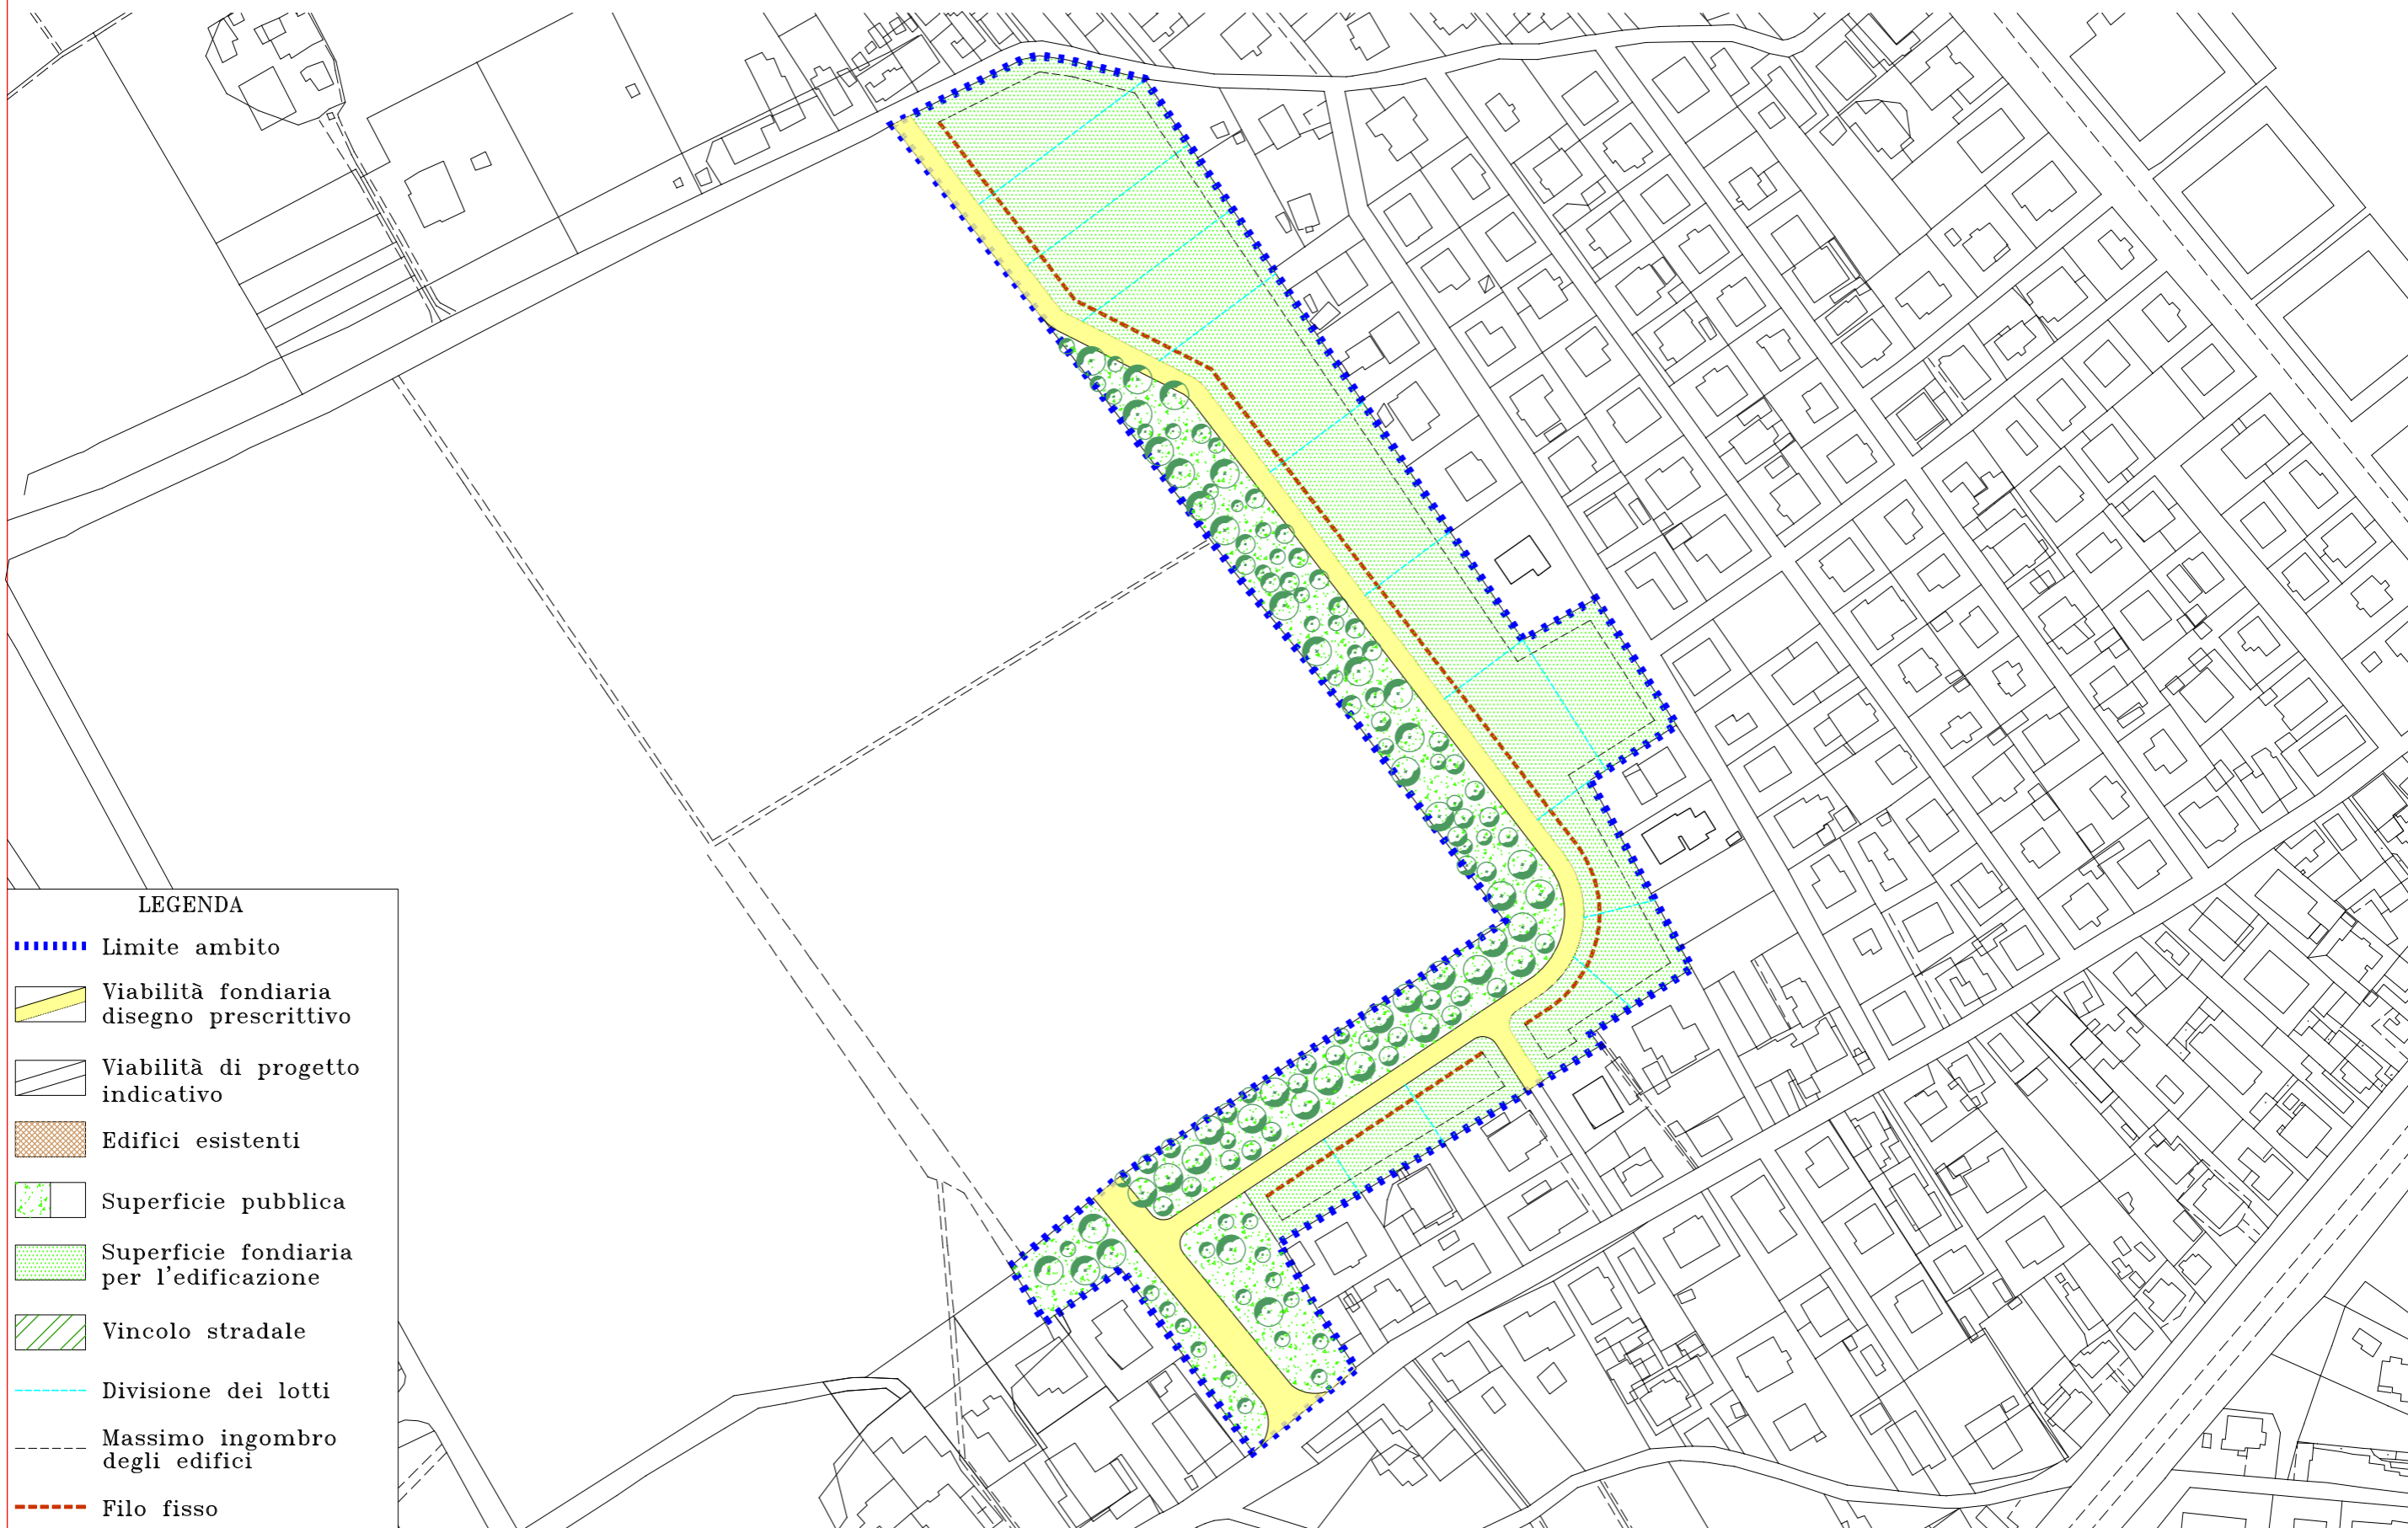 LEGENDA
Limite ambito
Viabilità fondiaria
disegno prescrittivo
Viabilità di progetto
indicativo
Edifici esistenti
Superficie pubblica
Superficie fondiaria
per l'edificazione
Vincolo stradale
Divisione dei lotti
Massimo ingombro
degli edifici
Filo fisso